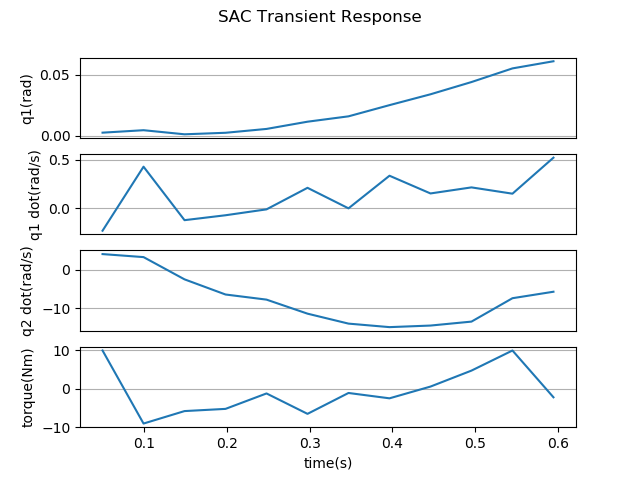 SAC Transient Response
0.05
0.00
q1(rad)
0.5
0.0
q1 dot(rad/s)
0
−10
q2 dot(rad/s)
10
0
−10
torque(Nm)
0.1 0.2 0.3 0.4 0.5 0.6
time(s)